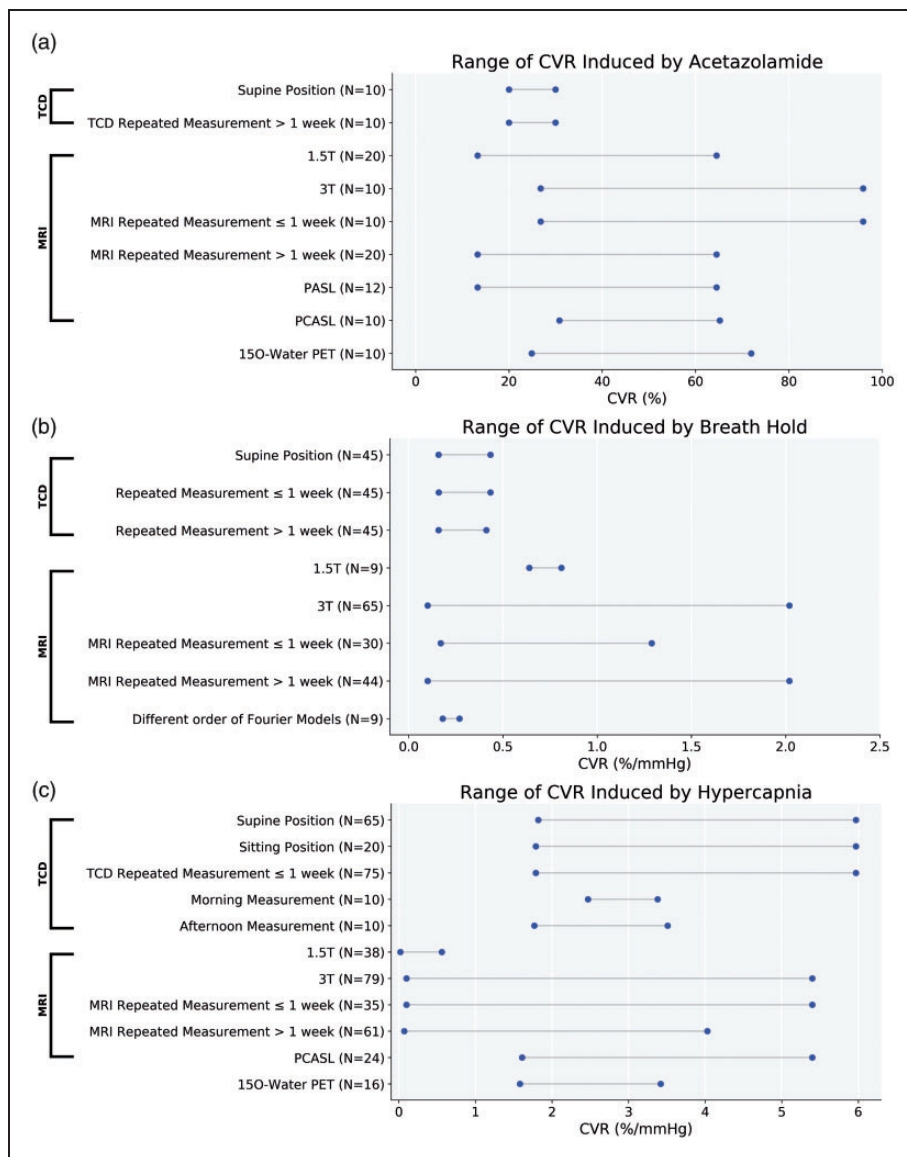 (a)
Range of CVR Induced by Acetazolamide
TCD
Supine Position (N=10)
TCD Repeated Measurement > 1 week (N=10)
MRI
1.5T (N=20)
3T (N=10)
MRI Repeated Measurement ≤ 1 week (N=10)
MRI Repeated Measurement > 1 week (N=20)
PASL (N=12)
PCASL (N=10)
15O-Water PET (N=10)
0 20 40 60 80 100
CVR (%)
(b)
Range of CVR Induced by Breath Hold
TCD
Supine Position (N=45)
Repeated Measurement ≤ 1 week (N=45)
Repeated Measurement > 1 week (N=45)
MRI
1.5T (N=9)
3T (N=65)
MRI Repeated Measurement ≤ 1 week (N=30)
MRI Repeated Measurement > 1 week (N=44)
Different order of Fourier Models (N=9)
0.0 0.5 1.0 1.5 2.0 2.5
CVR (%/mmHg)
(c)
Range of CVR Induced by Hypercapnia
TCD
Supine Position (N=65)
Sitting Position (N=20)
TCD Repeated Measurement ≤ 1 week (N=75)
Morning Measurement (N=10)
Afternoon Measurement (N=10)
MRI
1.5T (N=38)
3T (N=79)
MRI Repeated Measurement ≤ 1 week (N=35)
MRI Repeated Measurement > 1 week (N=61)
PCASL (N=24)
15O-Water PET (N=16)
0 1 2 3 4 5 6
CVR (%/mmHg)